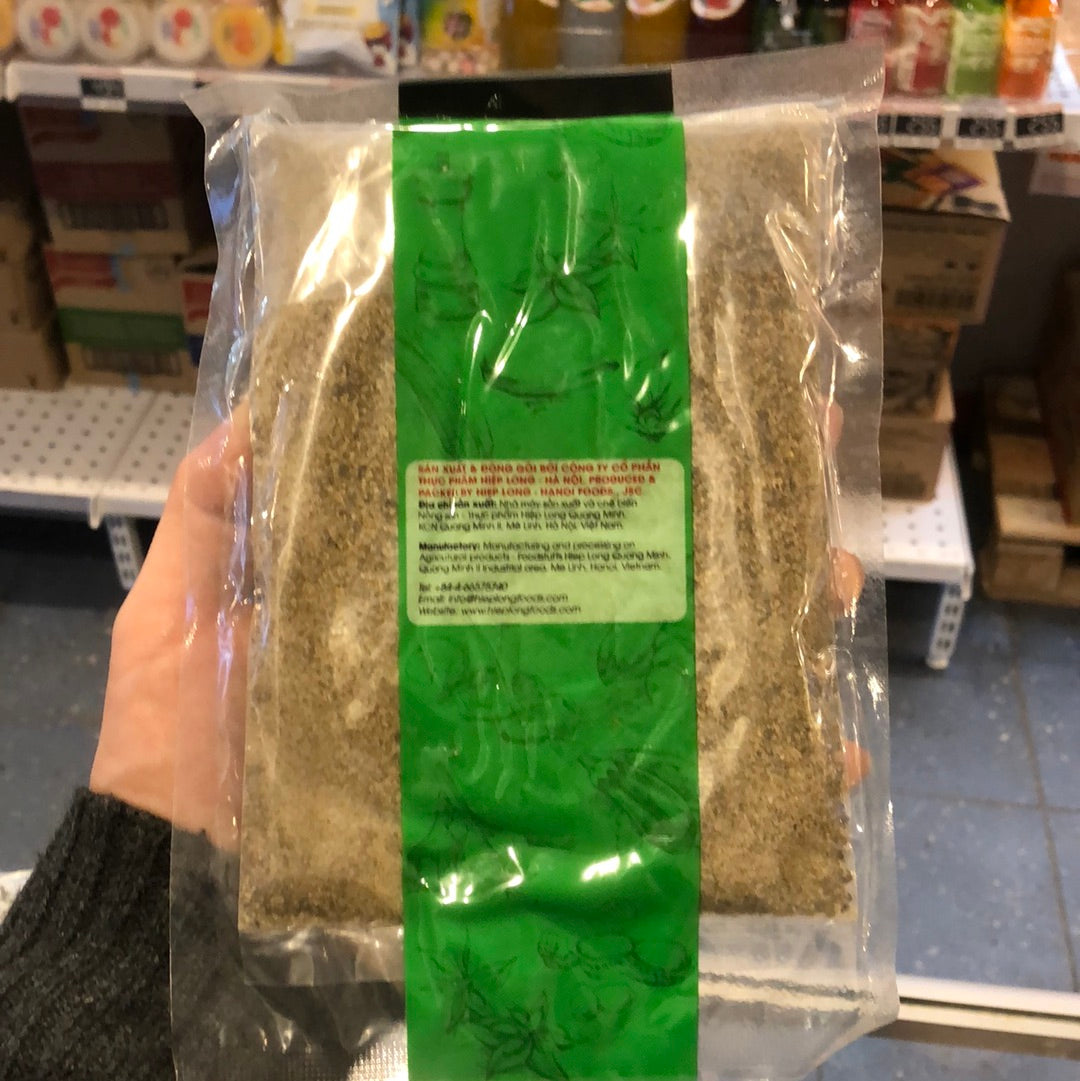 SẢN XUẤT & ĐÓNG GÓI BỞI CÔNG TY CỔ PHẦN
THỰC PHẨM HIỆP LONG - HÀ NỘI. PRODUCED &
PACKED BY HIEP LONG - HANOI FOODS., JSC.
Địa chỉ sản xuất: Nhà máy sản xuất và chế biến
Nông sản - thực phẩm Hiệp Long Quang Minh,
KCN Quang Minh II, Mê Linh, Hà Nội, Việt Nam.
Manufactory: Manufacturing and processing on
Agricultural products - Foodstuffs Hiep Long Quang Minh,
Quang Minh II industrial area, Me Linh, Hanoi, Vietnam.
Tel:
Email: info@hieplongfoods.com
Website: www.hieplongfoods.com